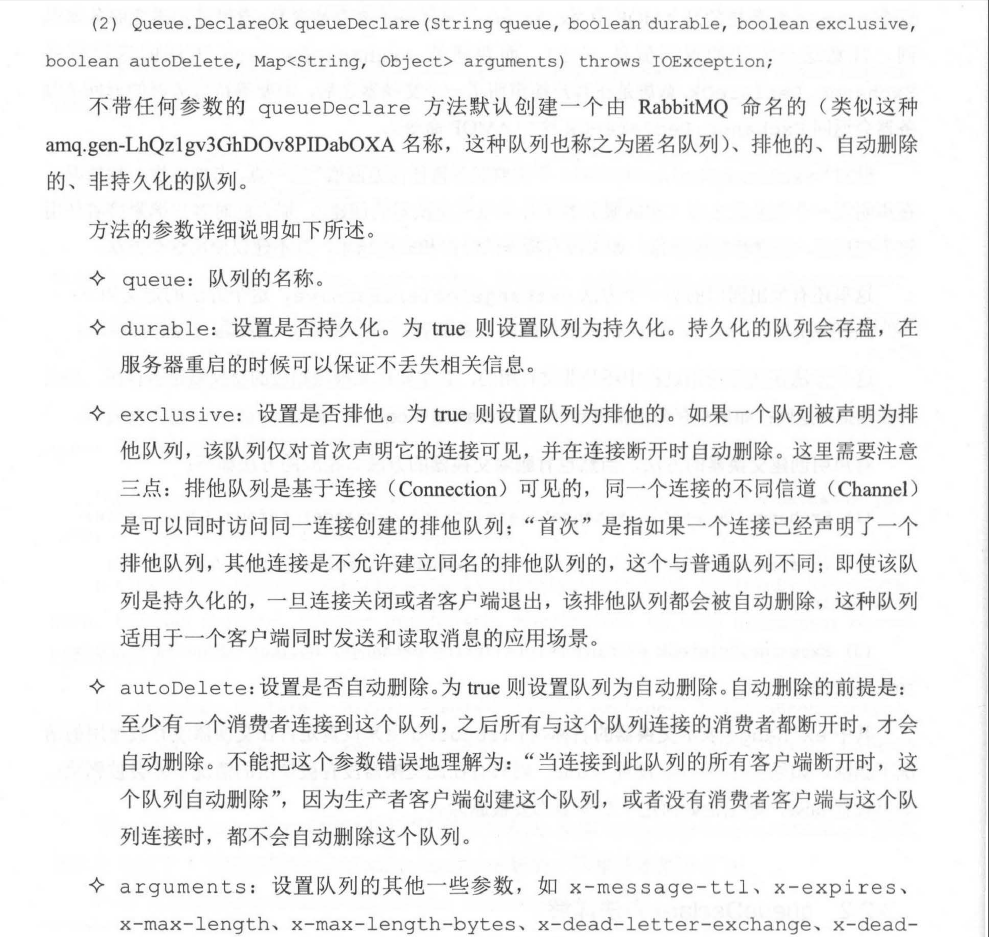 (2) Queue.DeclareOk queueDeclare(String queue, boolean durable, boolean exclusive,
boolean autoDelete, Map<String, Object> arguments) throws IOException;
不带任何参数的 queueDeclare 方法默认创建一个由 RabbitMQ 命名的（类似这种
amq.gen-LhQz1gv3GhDOv8PIDabOXA 名称，这种队列也称之为匿名队列）、排他的、自动删除
的、非持久化的队列。
方法的参数详细说明如下所述。
✧ queue：队列的名称。
✧ durable：设置是否持久化。为 true 则设置队列为持久化。持久化的队列会存盘，在
服务器重启的时候可以保证不丢失相关信息。
✧ exclusive：设置是否排他。为 true 则设置队列为排他的。如果一个队列被声明为排
他队列，该队列仅对首次声明它的连接可见，并在连接断开时自动删除。这里需要注意
三点：排他队列是基于连接（Connection）可见的，同一个连接的不同信道（Channel）
是可以同时访问同一连接创建的排他队列；“首次”是指如果一个连接已经声明了一个
排他队列，其他连接是不允许建立同名的排他队列的，这个与普通队列不同；即使该队
列是持久化的，一旦连接关闭或者客户端退出，该排他队列都会被自动删除，这种队列
适用于一个客户端同时发送和读取消息的应用场景。
✧ autoDelete：设置是否自动删除。为 true 则设置队列为自动删除。自动删除的前提是：
至少有一个消费者连接到这个队列，之后所有与这个队列连接的消费者都断开时，才会
自动删除。不能把这个参数错误地理解为：“当连接到此队列的所有客户端断开时，这
个队列自动删除”，因为生产者客户端创建这个队列，或者没有消费者客户端与这个队
列连接时，都不会自动删除这个队列。
✧ arguments：设置队列的其他一些参数，如 x-message-ttl、x-expires、
x-max-length、x-max-length-bytes、x-dead-letter-exchange、x-dead-